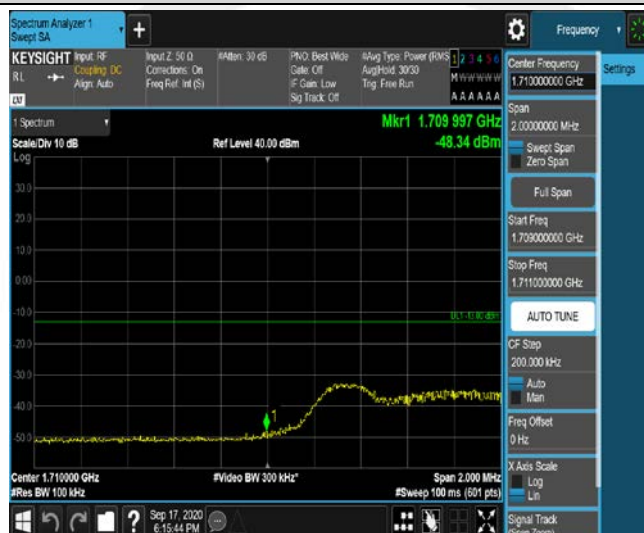 Spectrum Analyzer 1
Swept SA
+
Frequency
KEYSIGHT
Input: RF
Coupling: DC
Align: Auto
RL
Input Z: 50 Ω
Corrections: On
Freq Ref: Int (S)
#Atten: 30 dB
PNO: Best Wide
Gate: Off
IF Gain: Low
Sig Track: Off
#Avg Type: Power (RMS
Avg|Hold: 30/30
Trig: Free Run
1 2 3 4 5 6
M W W W W W
A A A A A A
1 Spectrum
Scale/Div 10 dB
Ref Level 40.00 dBm
Mkr1 1.709 997 GHz
-48.34 dBm
Log
30.0
20.0
10.0
0.00
-10.0
-20.0
-30.0
-40.0
-50.0
DL1 -13.00 dBm
1
Center 1.710000 GHz
#Video BW 300 kHz*
Span 2.000 MHz
#Res BW 100 kHz
#Sweep 100 ms (601 pts)
Sep 17, 2020
6:15:44 PM
?
Center Frequency
1.710000000 GHz
Settings
Span
2.00000000 MHz
Swept Span
Zero Span
Full Span
Start Freq
1.709000000 GHz
Stop Freq
1.711000000 GHz
AUTO TUNE
CF Step
200.000 kHz
Auto
Man
Freq Offset
0 Hz
X Axis Scale
Log
Lin
Signal Track
(Span Zoom)